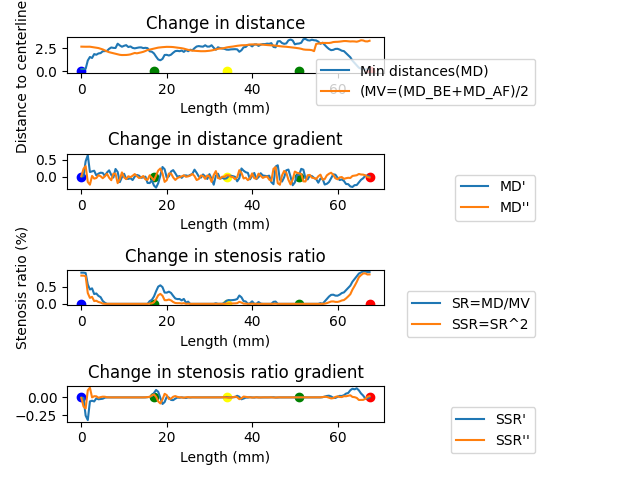 Change in distance
Distance to centerline
2.5
0.0
0
20
40
60
Length (mm)
Min distances(MD)
(MV=(MD_BE+MD_AF)/2
Change in distance gradient
0.5
0.0
0
20
40
60
Length (mm)
MD'
MD''
Change in stenosis ratio
Stenosis ratio (%)
0.5
0.0
0
20
40
60
Length (mm)
SR=MD/MV
SSR=SR^2
Change in stenosis ratio gradient
0.00
−0.25
0
20
40
60
Length (mm)
SSR'
SSR''